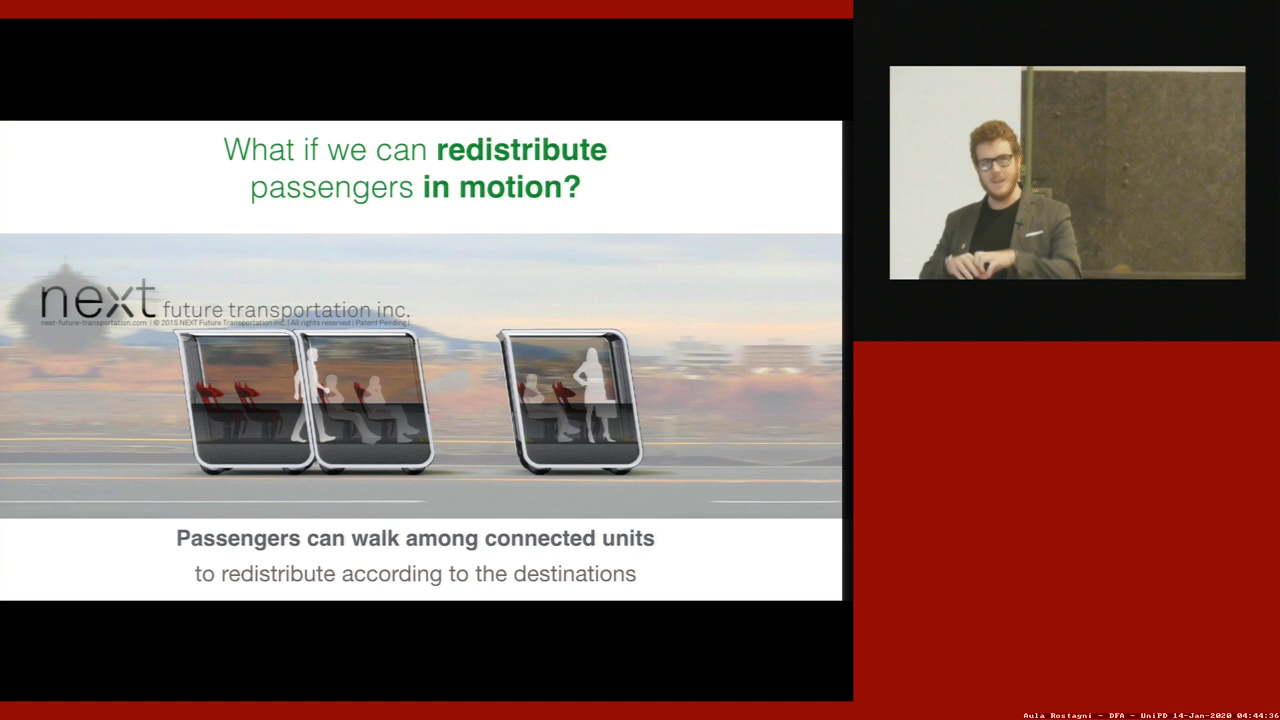 What if we can redistribute
passengers in motion?
next future transportation inc.
next-future-transportation.com | © 2015 NEXT Future Transportation Inc. | All rights reserved | Patent Pending |
Passengers can walk among connected units
to redistribute according to the destinations
Aula Rostagni - DFA - UniPD 14-Jan-2020 04:44:36